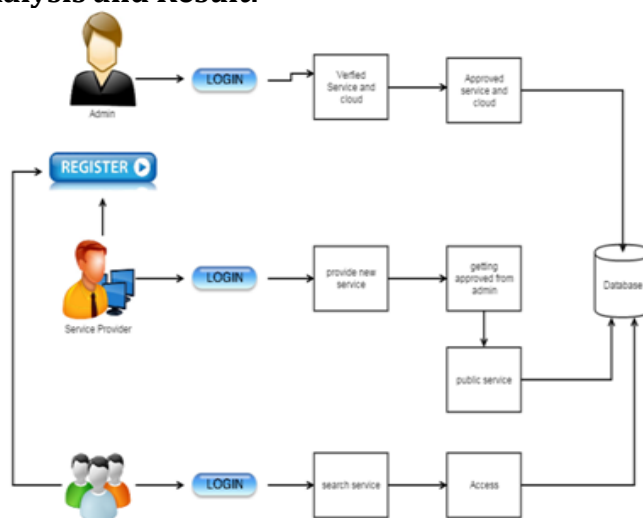 alysis and Result.
Admin
LOGIN
Verfied
Service and
cloud
Approved
service and
cloud
REGISTER
Service Provider
LOGIN
provide new
service
getting
approved from
admin
Database
public service
LOGIN
search service
Access